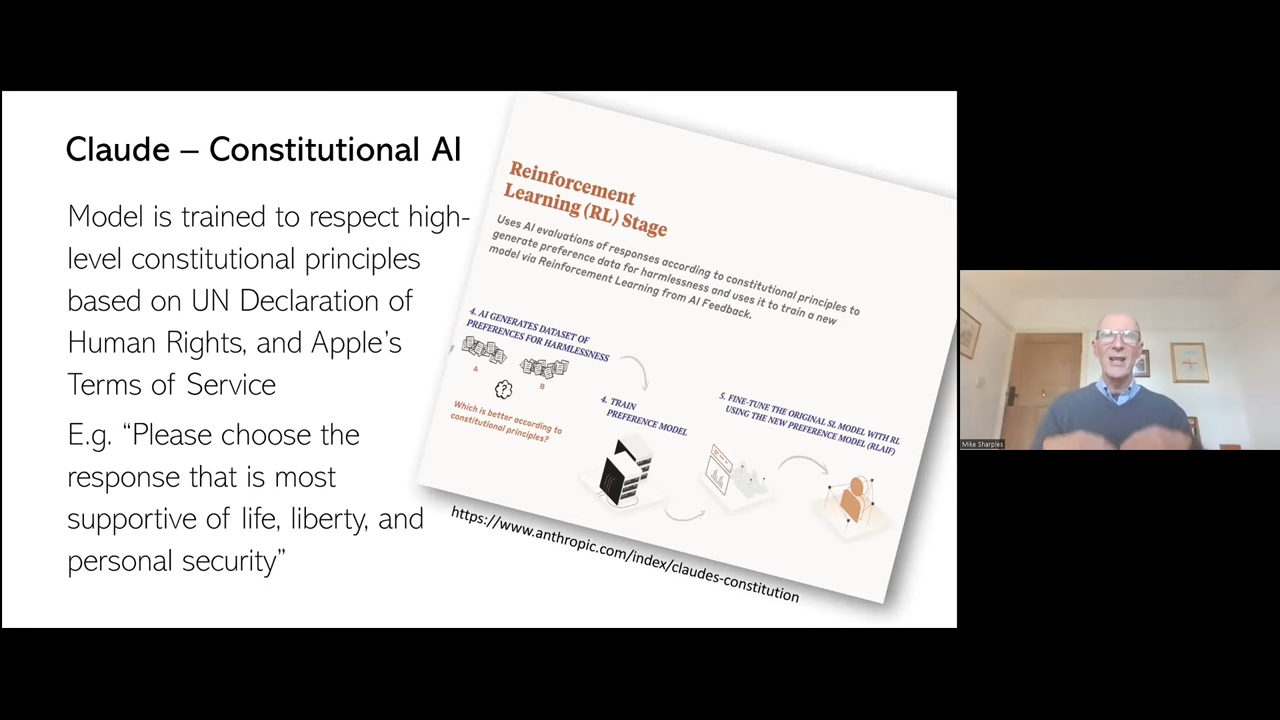 Claude – Constitutional AI
Model is trained to respect high-
level constitutional principles
based on UN Declaration of
Human Rights, and Apple’s
Terms of Service
E.g. “Please choose the
response that is most
supportive of life, liberty, and
personal security”
Reinforcement
Learning (RL) Stage
Uses AI evaluations of responses according to constitutional principles to
generate preference data for harmlessness and uses it to train a new
model via Reinforcement Learning from AI Feedback.
4. AI GENERATES DATASET OF
PREFERENCES FOR HARMLESSNESS
A
B
Which is better according to
constitutional principles?
4. TRAIN
PREFERENCE MODEL
5. FINE-TUNE THE ORIGINAL SL MODEL WITH RL
USING THE NEW PREFERENCE MODEL (RLAIF)
https://www.anthropic.com/index/claudes-constitution
Mike Sharples